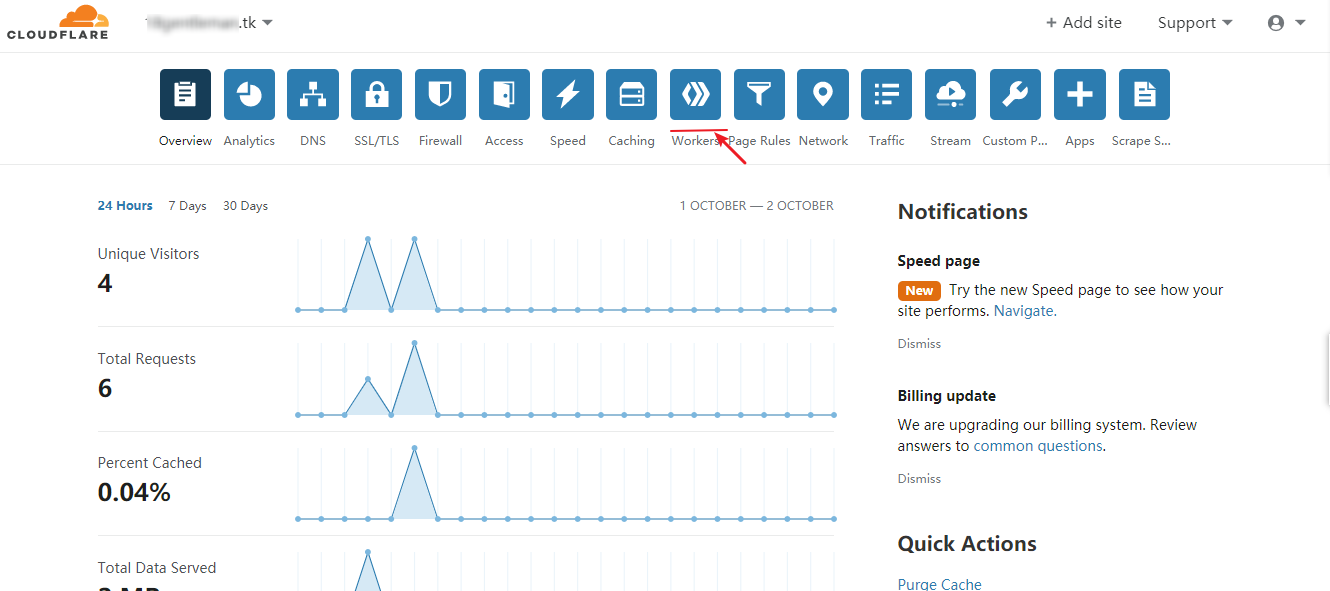 CLOUDFLARE
.tk
+ Add site
Support
Overview
Analytics
DNS
SSL/TLS
Firewall
Access
Speed
Caching
Workers
Page Rules
Network
Traffic
Stream
Custom P...
Apps
Scrape S...
24 Hours 7 Days 30 Days
1 OCTOBER — 2 OCTOBER
Unique Visitors
4
Total Requests
6
Percent Cached
0.04%
Total Data Served
Notifications
Speed page
New Try the new Speed page to see how your
site performs. Navigate.
Dismiss
Billing update
We are upgrading our billing system. Review
answers to common questions.
Dismiss
Quick Actions
Purge Cache